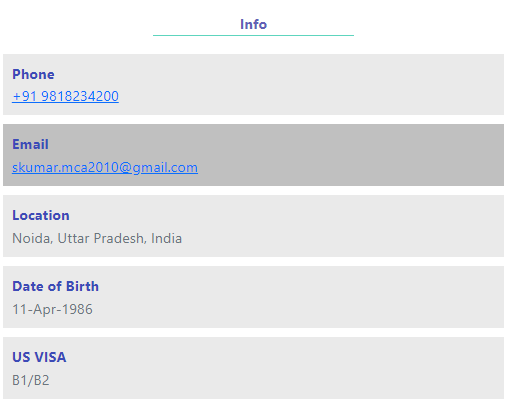 Info
Phone
+91 9818234200
Email
skumar.mca2010@gmail.com
Location
Noida, Uttar Pradesh, India
Date of Birth
11-Apr-1986
US VISA
B1/B2